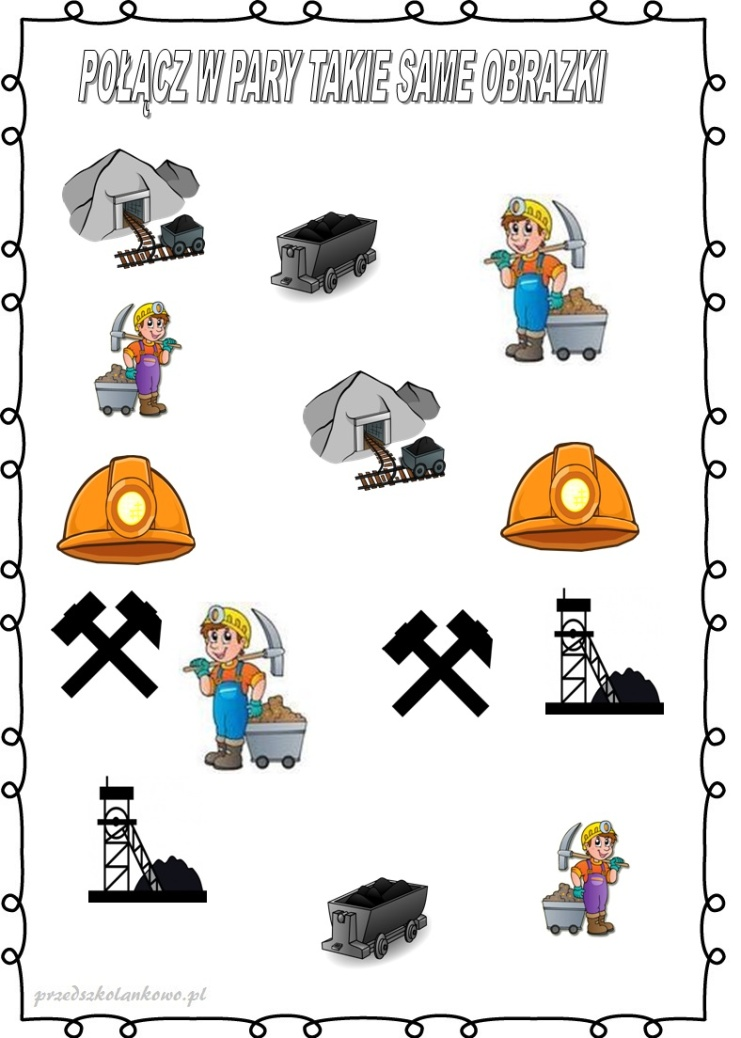 POŁĄCZ W PARY TAKIE SAME OBRAZKI
przedszkolankowo.pl